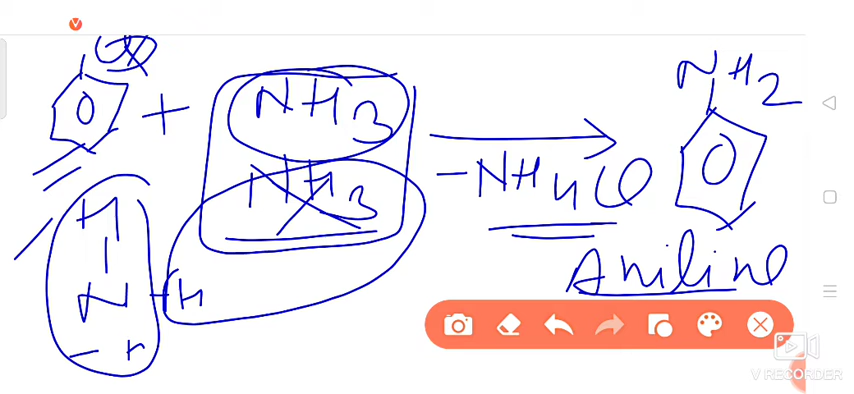 NH2
+ NH3
NH3
-NH4Cl
H
N-H
Aniline
V RECORDER